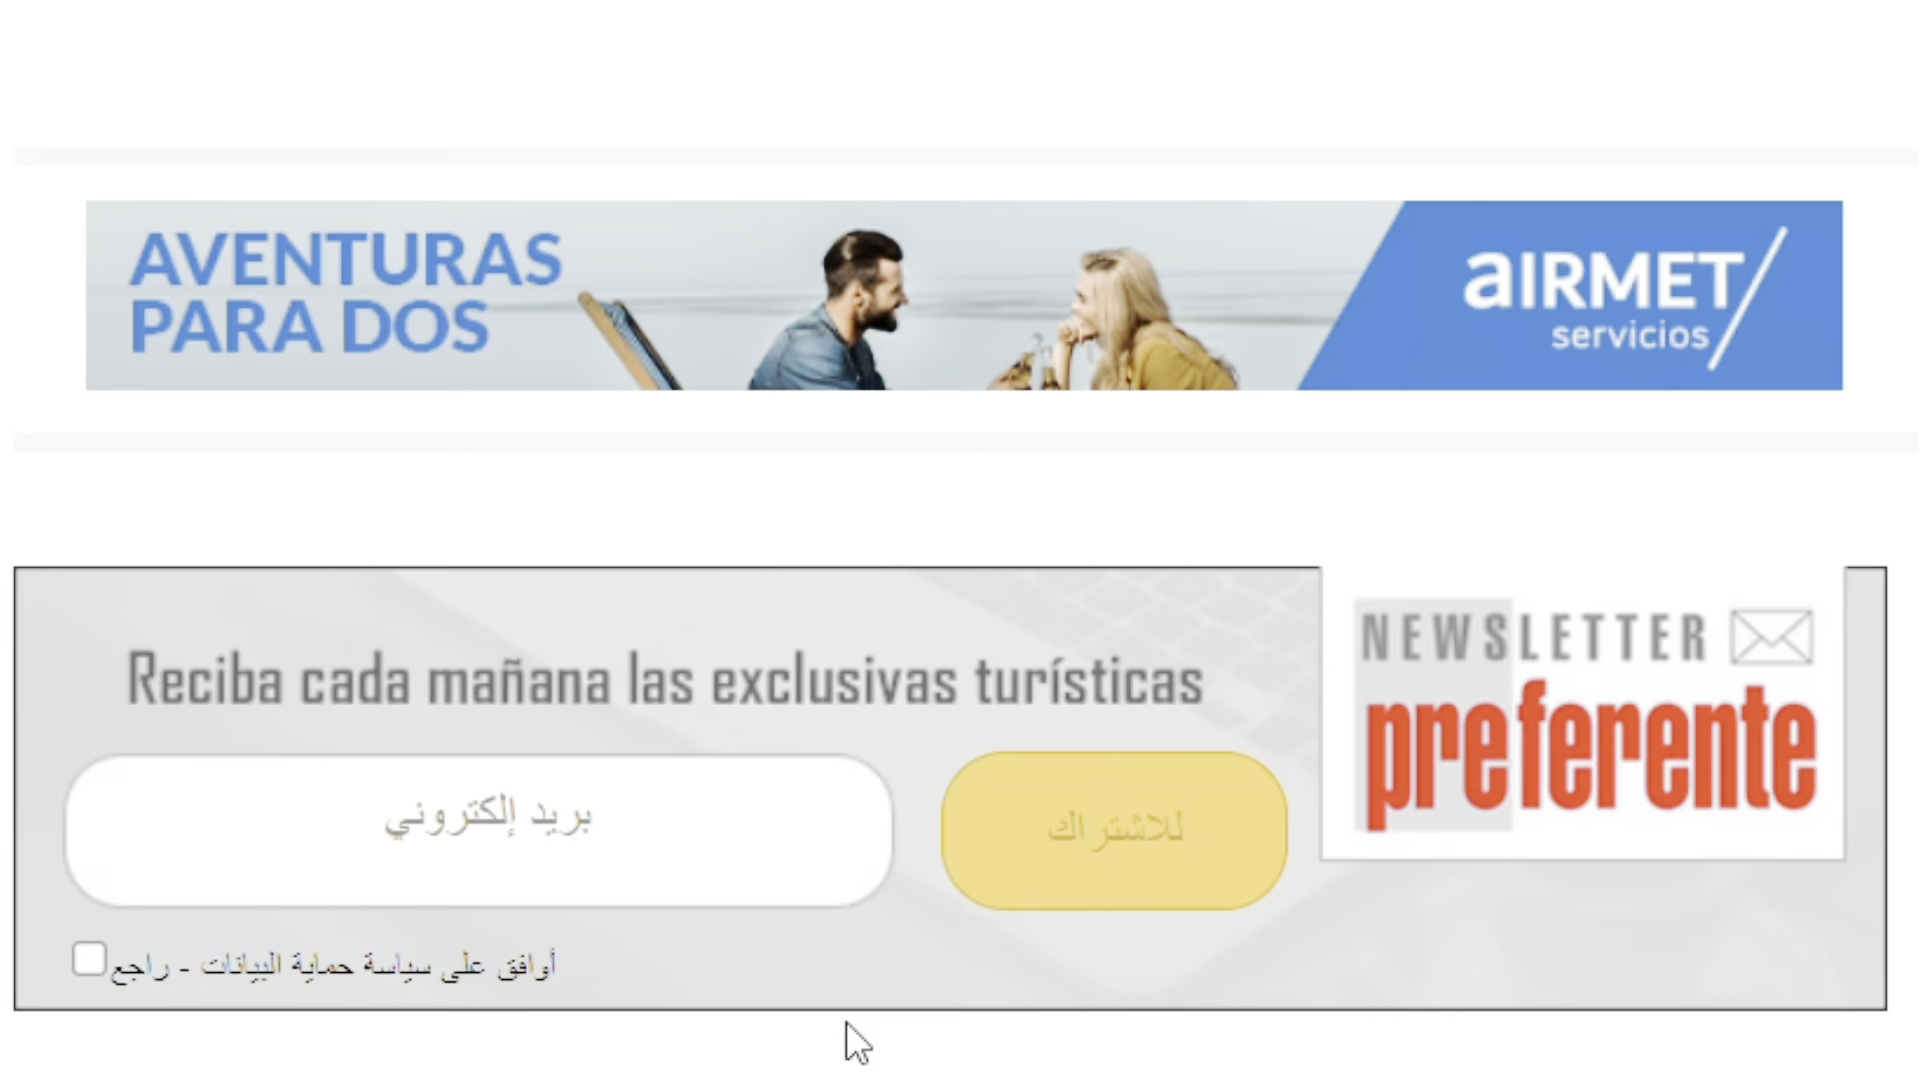 AVENTURAS
PARA DOS
aIRMET
servicios
NEWSLETTER
preferente
Reciba cada mañana las exclusivas turísticas
بريد إلكتروني
للاشتراك
أوافق على سياسة حماية البيانات - راجع